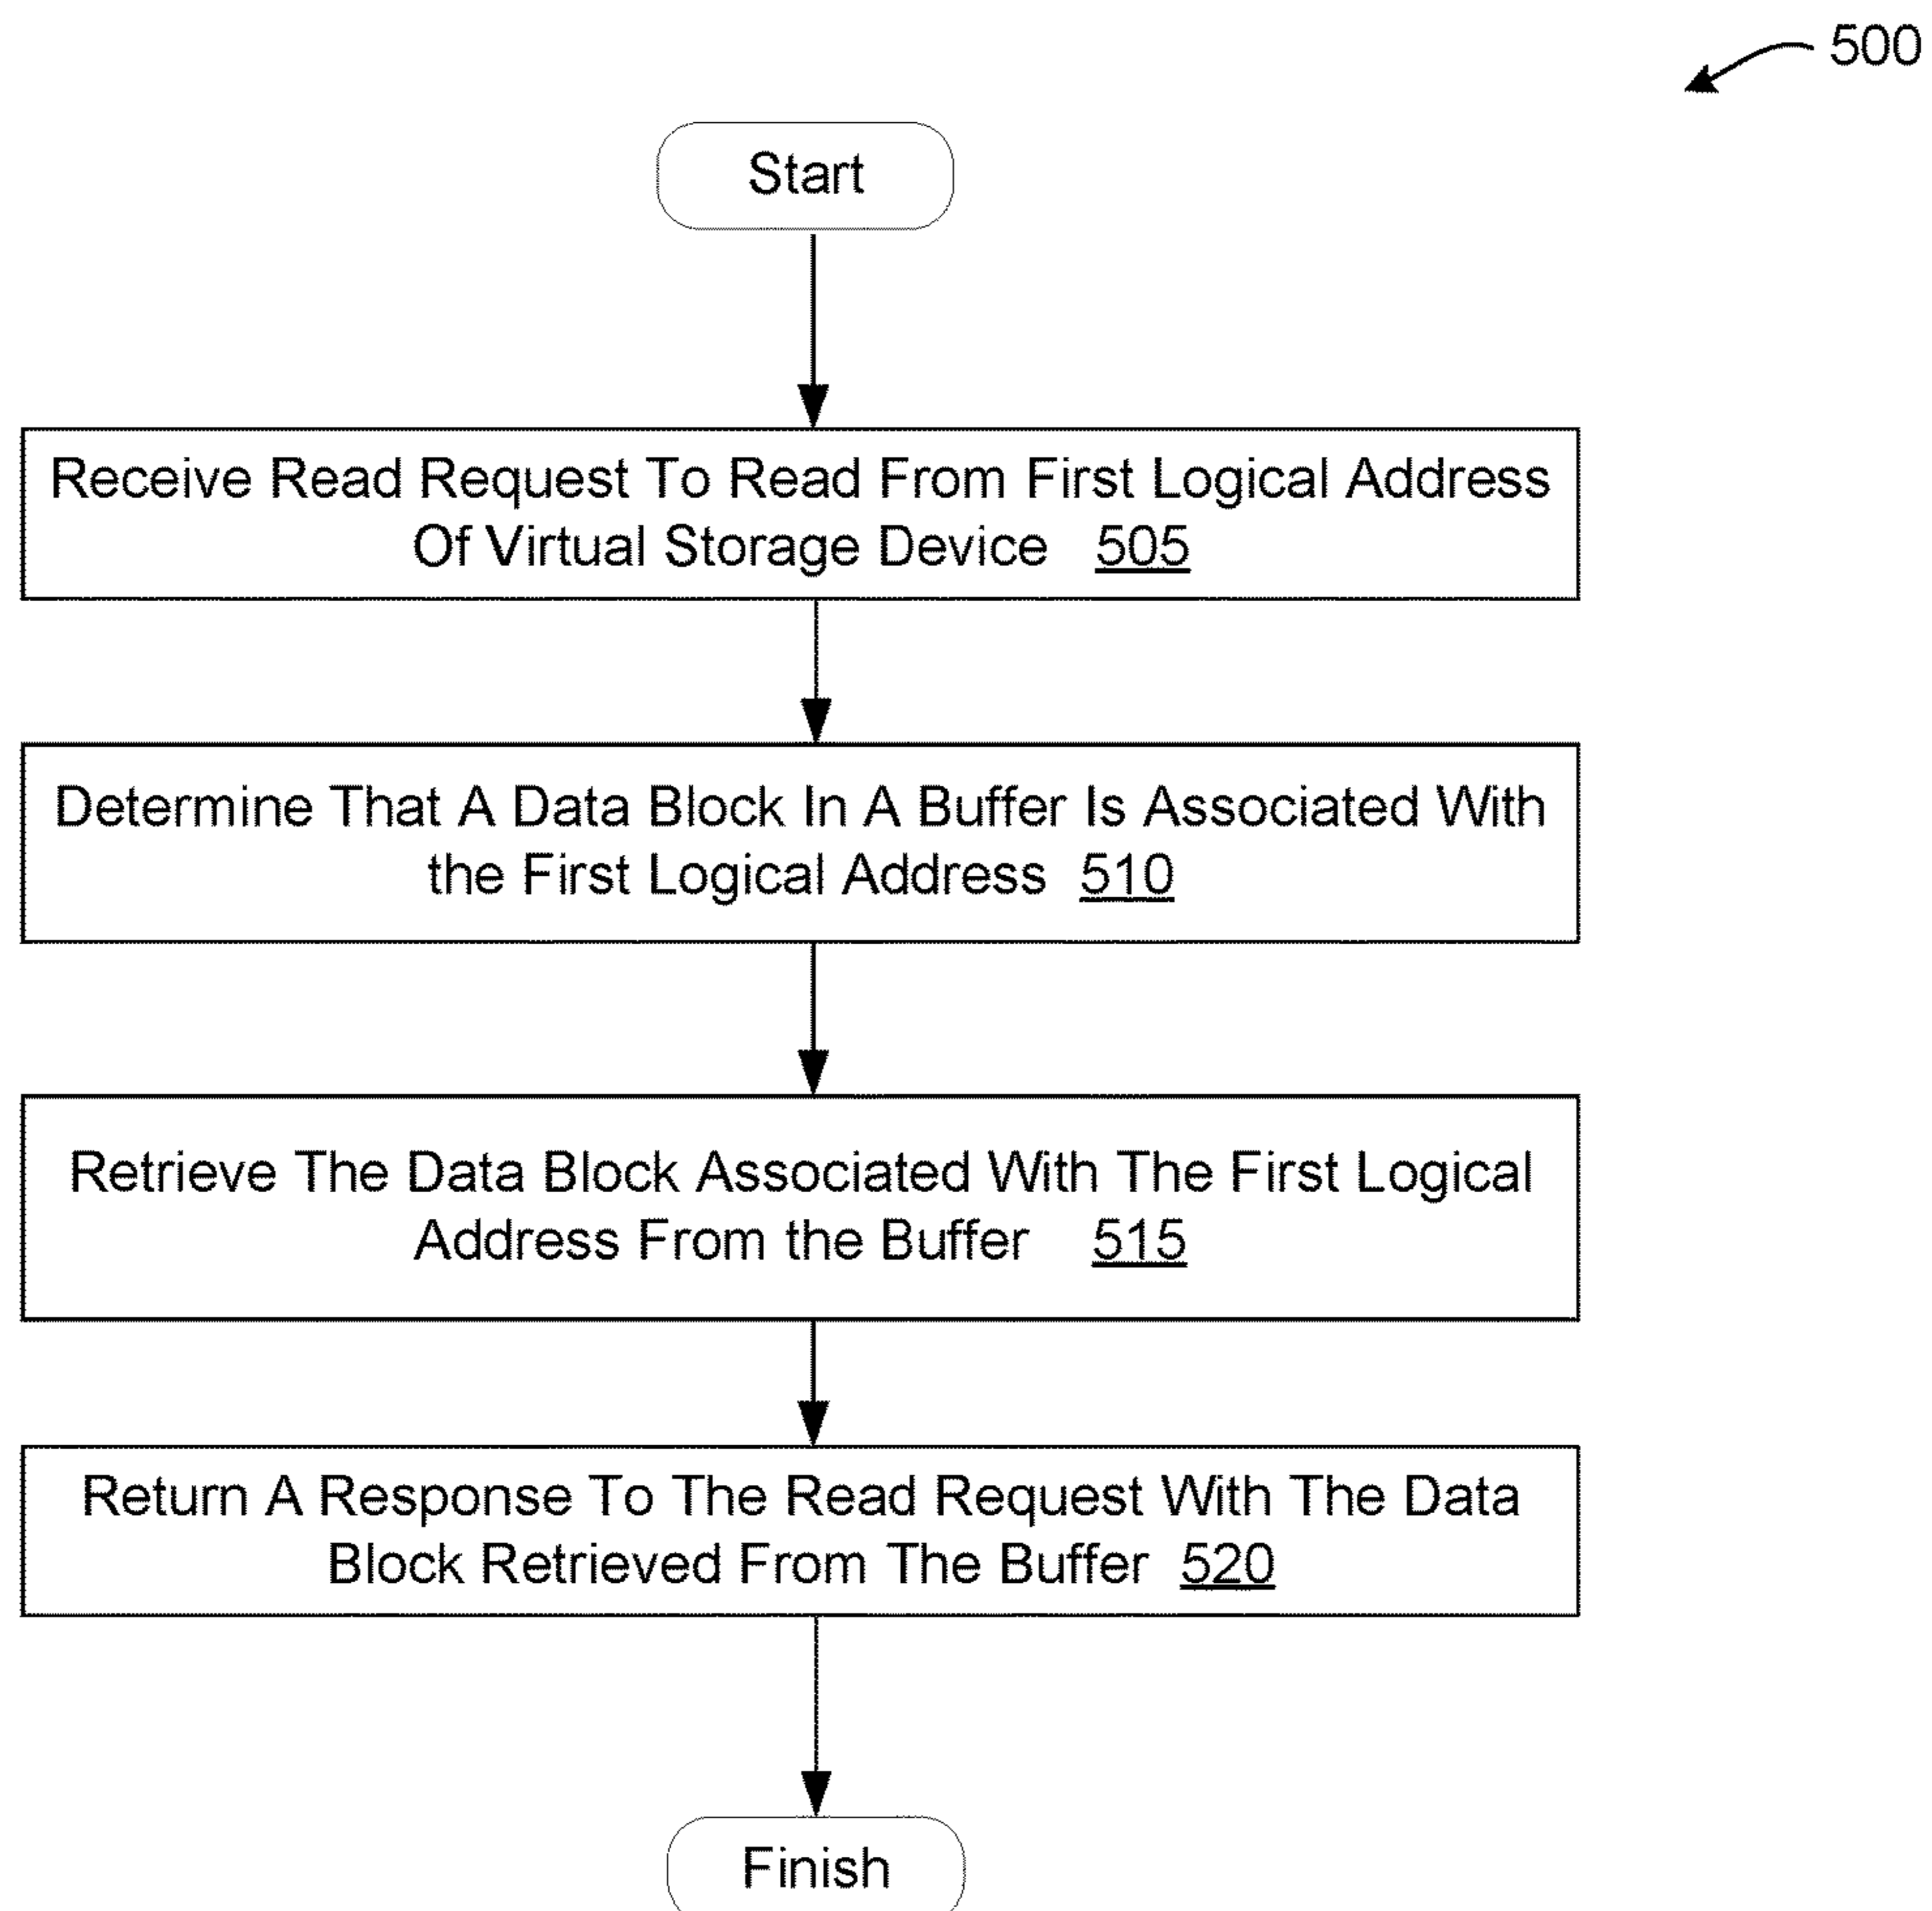 500
Start
Receive Read Request To Read From First Logical Address
Of Virtual Storage Device 505
Determine That A Data Block In A Buffer Is Associated With
the First Logical Address 510
Retrieve The Data Block Associated With The First Logical
Address From the Buffer 515
Return A Response To The Read Request With The Data
Block Retrieved From The Buffer 520
Finish